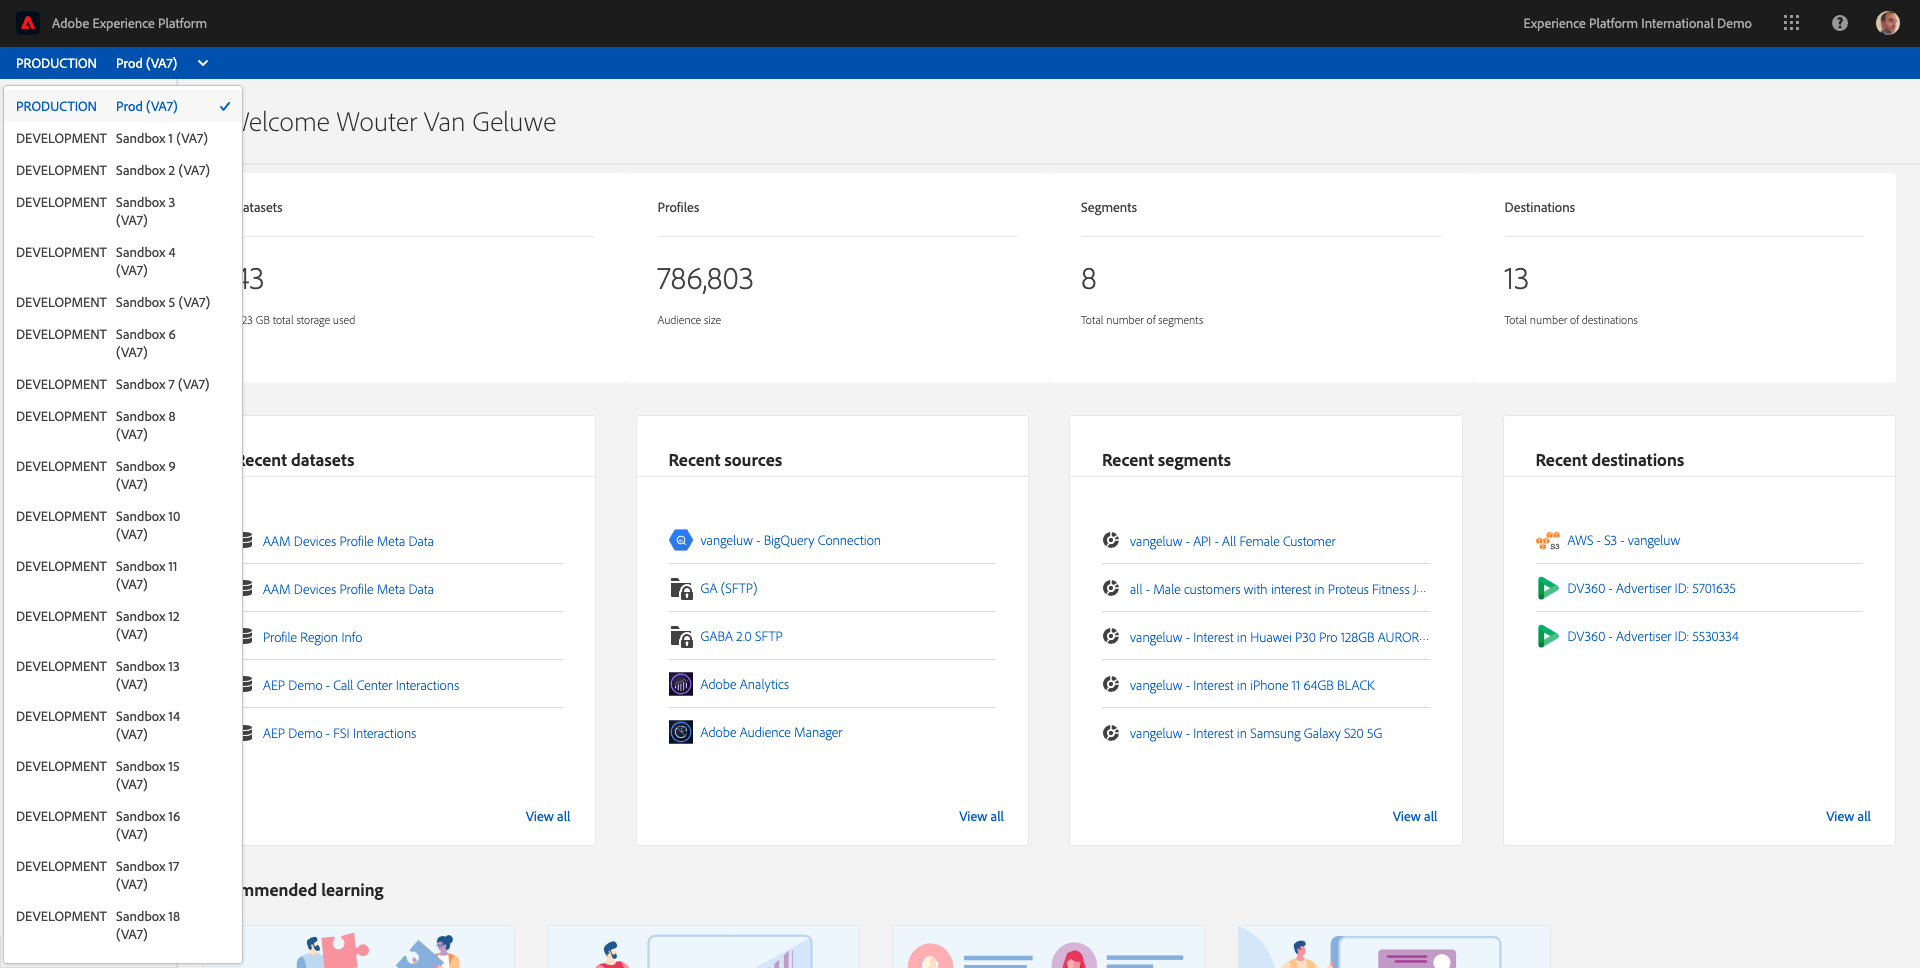 Adobe Experience Platform
Experience Platform International Demo
PRODUCTION Prod (VA7)
PRODUCTION Prod (VA7)
DEVELOPMENT Sandbox 1 (VA7)
DEVELOPMENT Sandbox 2 (VA7)
DEVELOPMENT Sandbox 3
(VA7)
DEVELOPMENT Sandbox 4
(VA7)
DEVELOPMENT Sandbox 5 (VA7)
DEVELOPMENT Sandbox 6
(VA7)
DEVELOPMENT Sandbox 7 (VA7)
DEVELOPMENT Sandbox 8
(VA7)
DEVELOPMENT Sandbox 9
(VA7)
DEVELOPMENT Sandbox 10
(VA7)
DEVELOPMENT Sandbox 11
(VA7)
DEVELOPMENT Sandbox 12
(VA7)
DEVELOPMENT Sandbox 13
(VA7)
DEVELOPMENT Sandbox 14
(VA7)
DEVELOPMENT Sandbox 15
(VA7)
DEVELOPMENT Sandbox 16
(VA7)
DEVELOPMENT Sandbox 17
(VA7)
DEVELOPMENT Sandbox 18
(VA7)
Welcome Wouter Van Geluwe
atasets
43
23 GB total storage used
Profiles
786,803
Audience size
Segments
8
Total number of segments
Destinations
13
Total number of destinations
Recent datasets
AAM Devices Profile Meta Data
AAM Devices Profile Meta Data
Profile Region Info
AEP Demo - Call Center Interactions
AEP Demo - FSI Interactions
View all
Recent sources
vangeluw - BigQuery Connection
GA (SFTP)
GABA 2.0 SFTP
Adobe Analytics
Adobe Audience Manager
View all
Recent segments
vangeluw - API - All Female Customer
all - Male customers with interest in Proteus Fitness J...
vangeluw - Interest in Huawei P30 Pro 128GB AUROR...
vangeluw - Interest in iPhone 11 64GB BLACK
vangeluw - Interest in Samsung Galaxy S20 5G
View all
Recent destinations
S3
AWS - S3 - vangeluw
DV360 - Advertiser ID: 5701635
DV360 - Advertiser ID: 5530334
View all
mmended learning